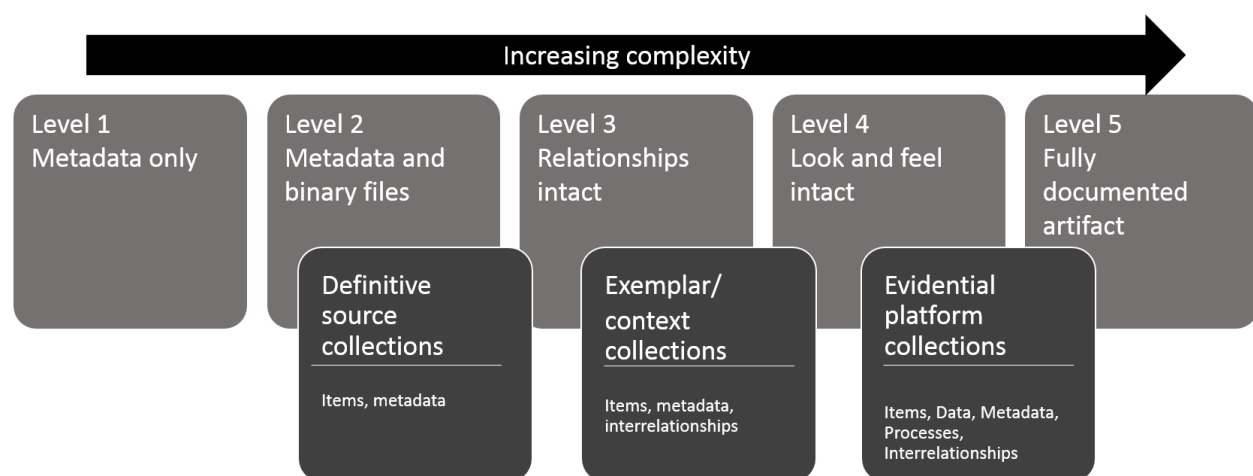 Increasing complexity
Level 1
Metadata only
Level 2
Metadata and
binary files
Level 3
Relationships
intact
Level 4
Look and feel
intact
Level 5
Fully
documented
artifact
Definitive
source
collections
Items, metadata
Exemplar/
context
collections
Items, metadata,
interrelationships
Evidential
platform
collections
Items, Data, Metadata,
Processes,
Interrelationships